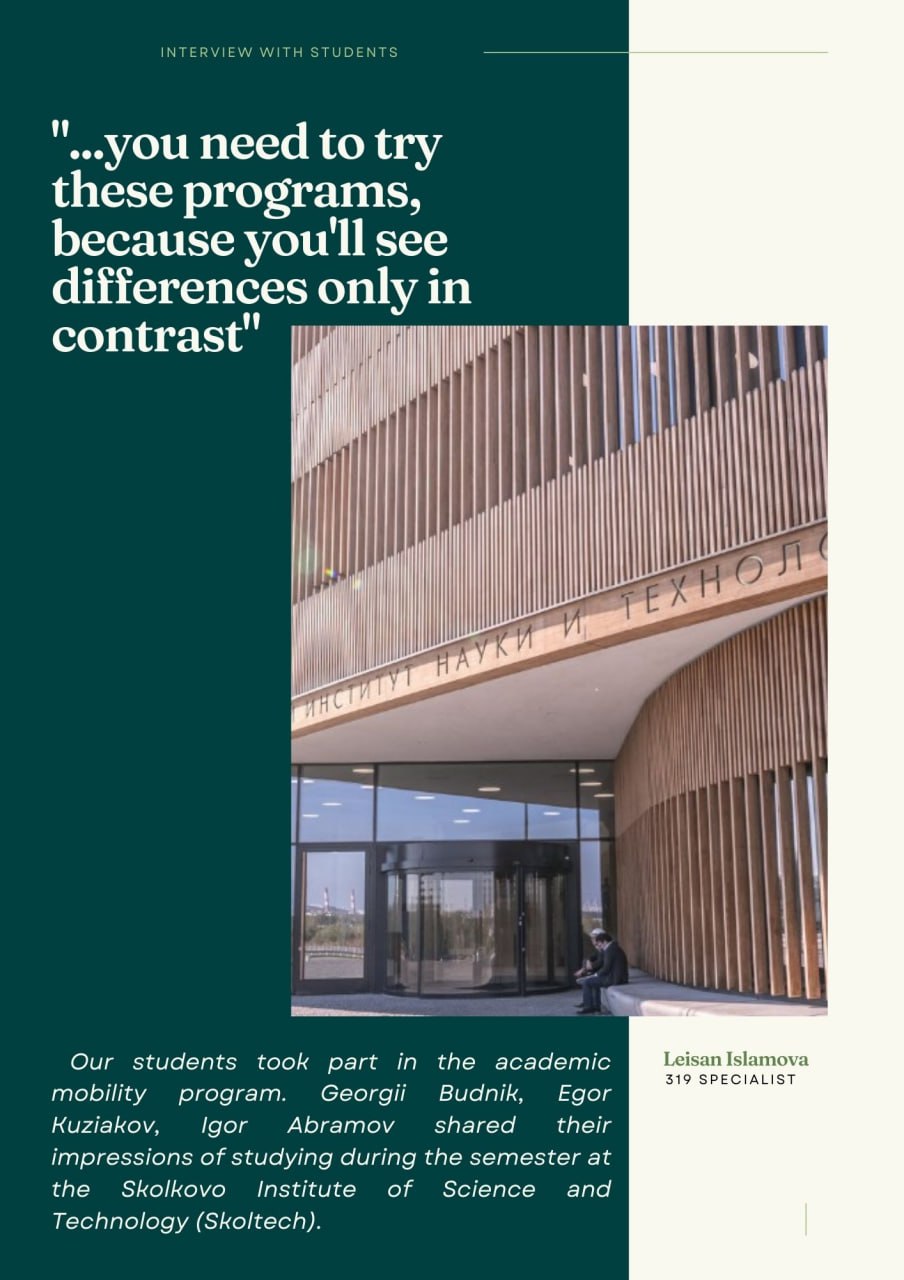 INTERVIEW WITH STUDENTS
"...you need to try
these programs,
because you'll see
differences only in
contrast"
ИНСТИТУТ НАУКИ И ТЕХНОЛО
Our students took part in the academic
mobility program. Georgii Budnik, Egor
Kuziakov, Igor Abramov shared their
impressions of studying during the semester at
the Skolkovo Institute of Science and
Technology (Skoltech).
Leisan Islamova
319 SPECIALIST